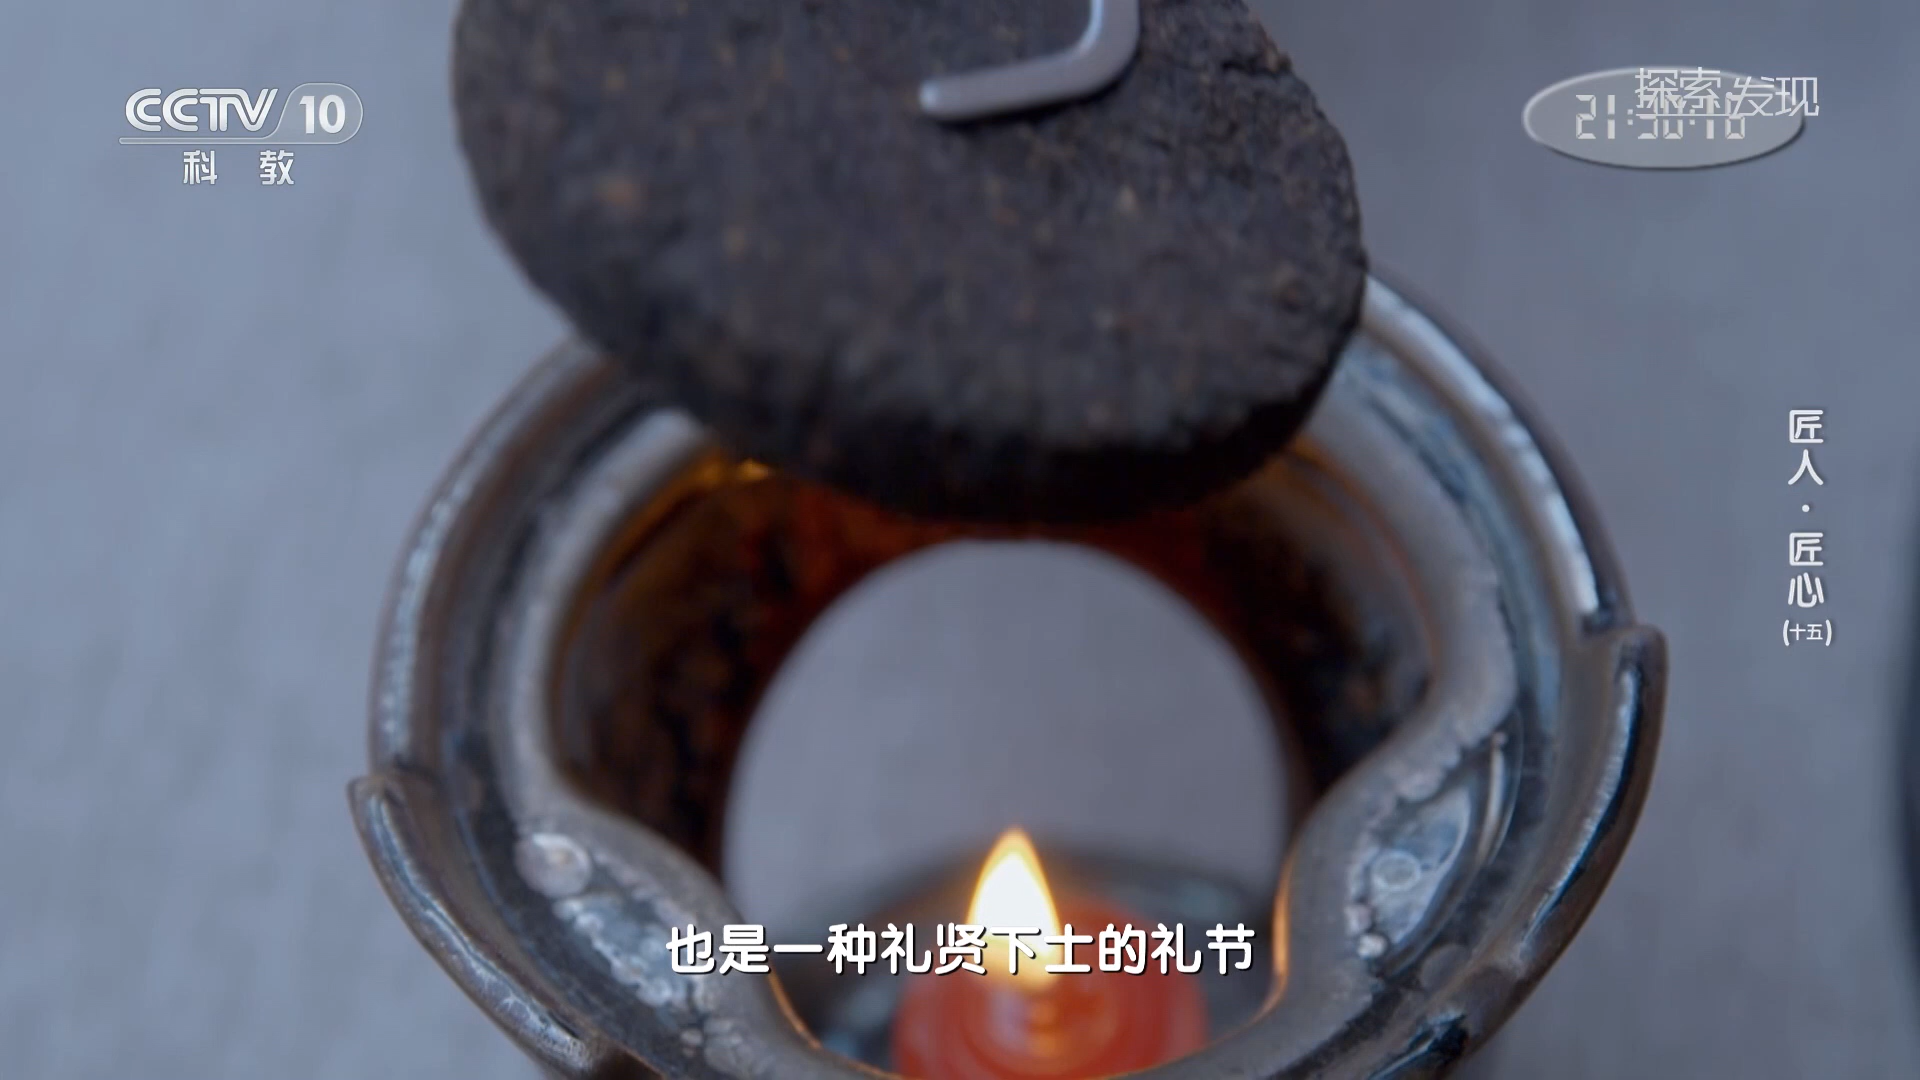 CCTV 10
科 教
探索发现
匠人·匠心
(十五)
也是一种礼贤下士的礼节